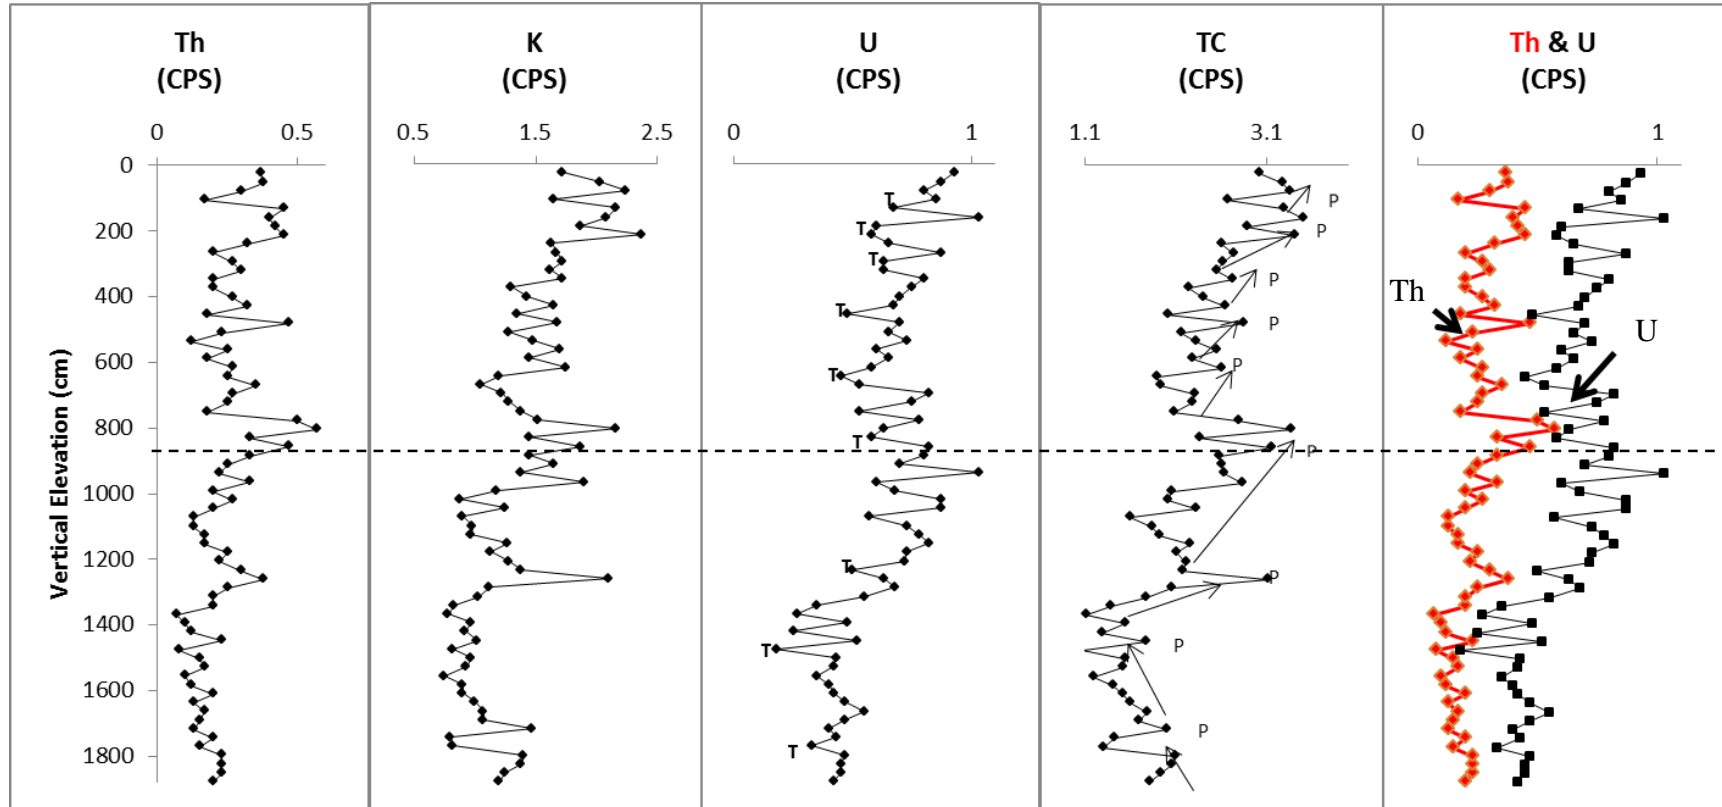 Th
(CPS)
K
(CPS)
U
(CPS)
TC
(CPS)
Th & U
(CPS)
0 0.5
0.5 1.5 2.5
0 1
1.1 3.1
0 1
Vertical Elevation (cm)
0
200
400
600
800
1000
1200
1400
1600
1800
T
T
T
T
T
T
T
T
T
P
P
P
P
P
P
P
P
P
Th
U